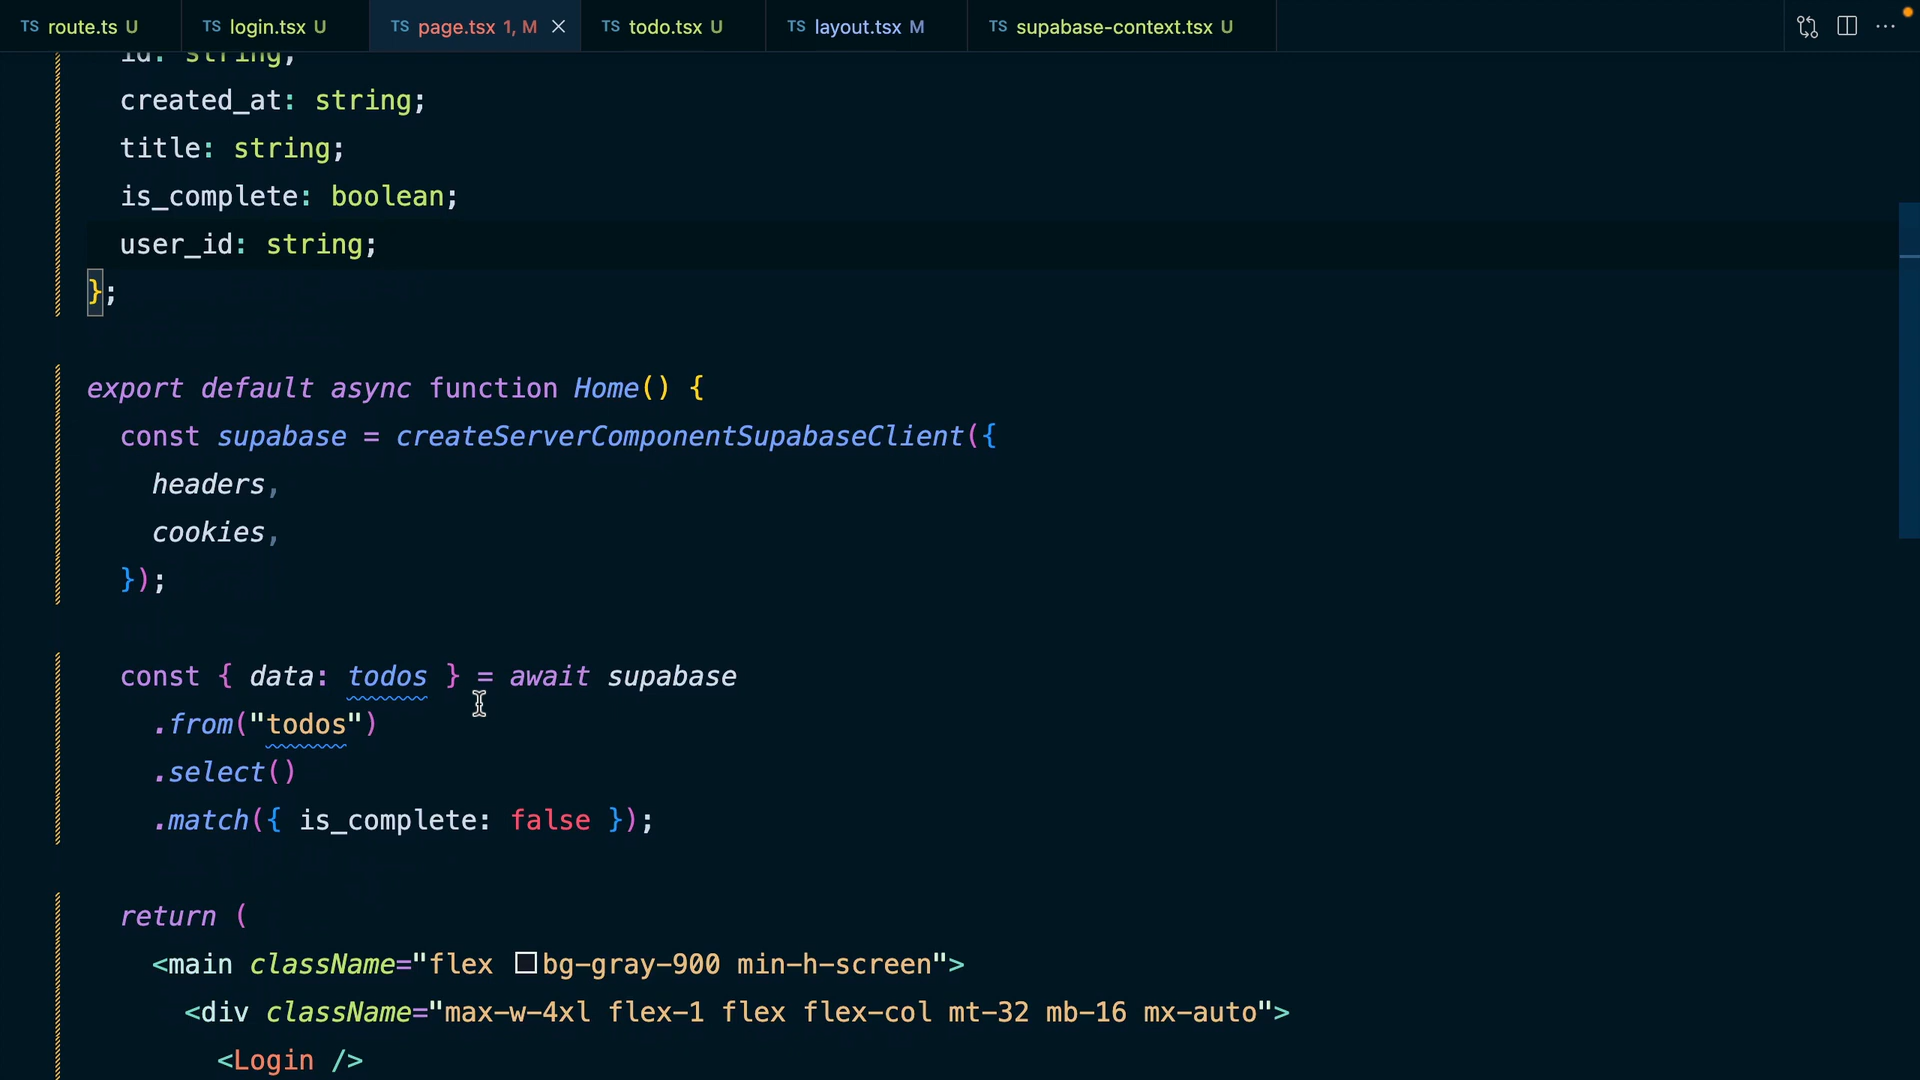 TS route.ts U TS login.tsx U TS page.tsx 1, M TS todo.tsx U TS layout.tsx M TS supabase-context.tsx U
id: string;
created_at: string;
title: string;
is_complete: boolean;
user_id: string;
};
export default async function Home() {
const supabase = createServerComponentSupabaseClient({
headers,
cookies,
});
const { data: todos } = await supabase
.from("todos")
.select()
.match({ is_complete: false });
return (
<main className="flex bg-gray-900 min-h-screen">
<div className="max-w-4xl flex-1 flex flex-col mt-32 mb-16 mx-auto">
<Login />